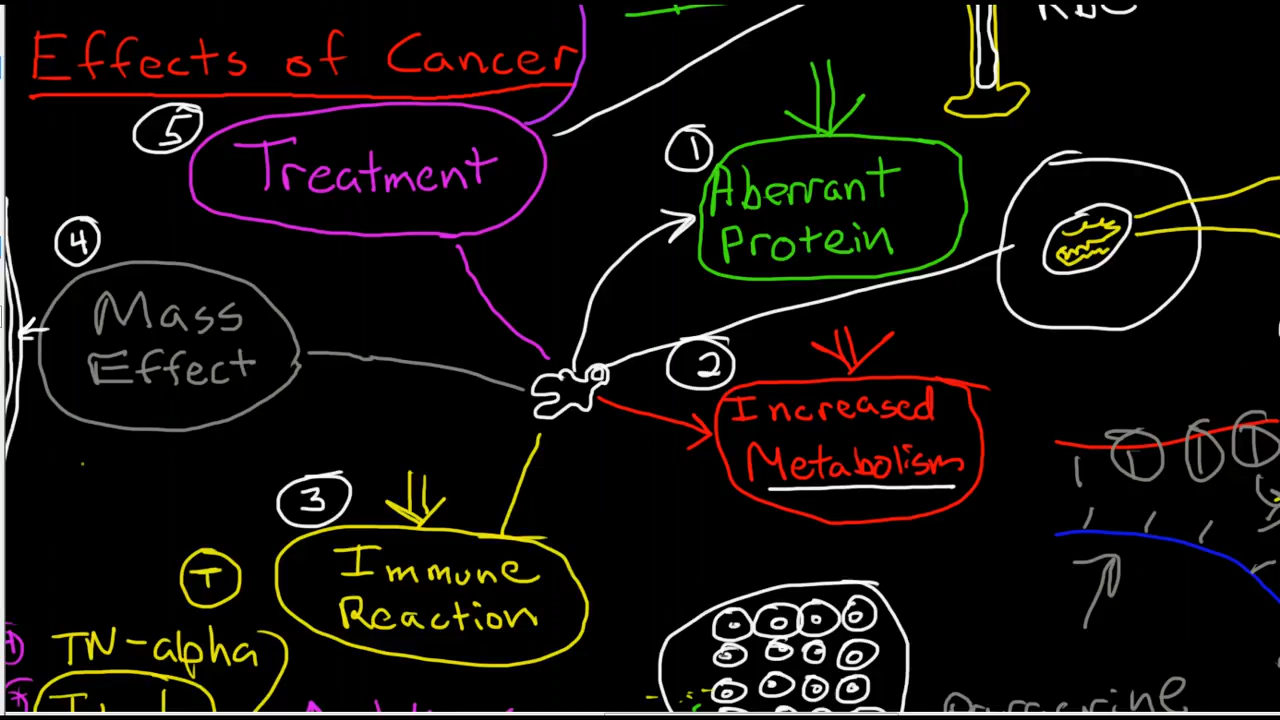 Effects of Cancer
5
Treatment
1
Aberrant
Protein
4
Mass
Effect
2
Increased
Metabolism
3
Immune
Reaction
T
TN-alpha